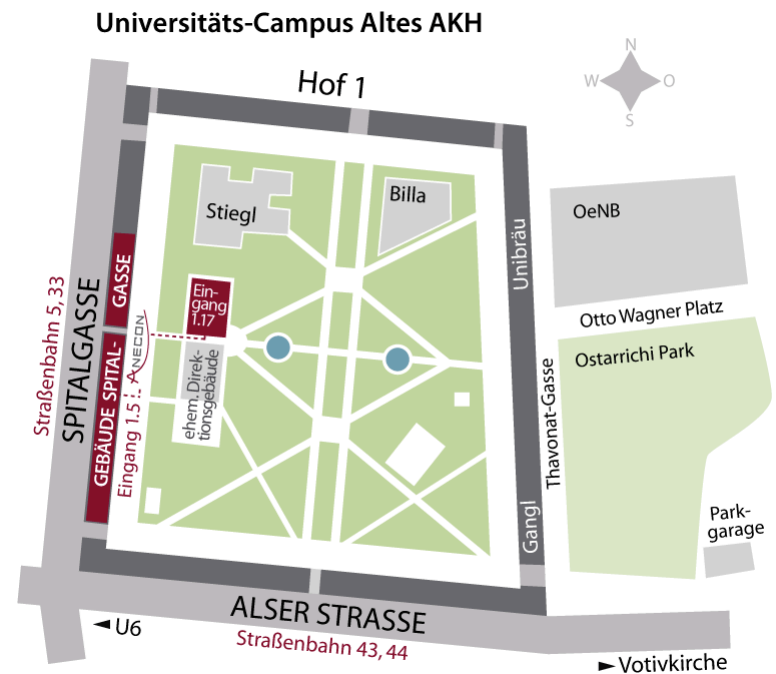 Universitäts-Campus Altes AKH
Hof 1
N
W
O
S
Stiegl
Billa
OeNB
Unibräu
GASSE
Ein-
gang
1.17
Otto Wagner Platz
Ostarrichi Park
Straßenbahn 5, 33
SPITALGASSE
GEBÄUDE SPITAL-
Eingang 1.5
ANECON
ehem. Direk-
tionsgebäude
Thavonat-Gasse
Gangl
Park-
garage
ALSER STRASSE
U6
Straßenbahn 43, 44
Votivkirche